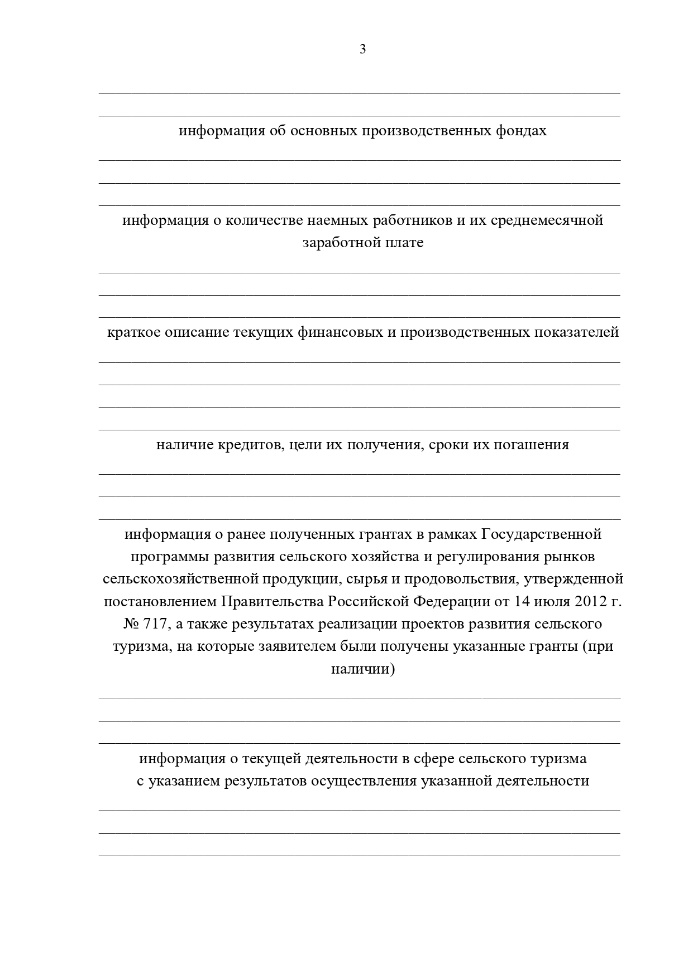 3
информация об основных производственных фондах
информация о количестве наемных работников и их среднемесячной
заработной плате
краткое описание текущих финансовых и производственных показателей
наличие кредитов, цели их получения, сроки их погашения
информация о ранее полученных грантах в рамках Государственной
программы развития сельского хозяйства и регулирования рынков
сельскохозяйственной продукции, сырья и продовольствия, утвержденной
постановлением Правительства Российской Федерации от 14 июля 2012 г.
№ 717, а также результатах реализации проектов развития сельского
туризма, на которые заявителем были получены указанные гранты (при
наличии)
информация о текущей деятельности в сфере сельского туризма
с указанием результатов осуществления указанной деятельности